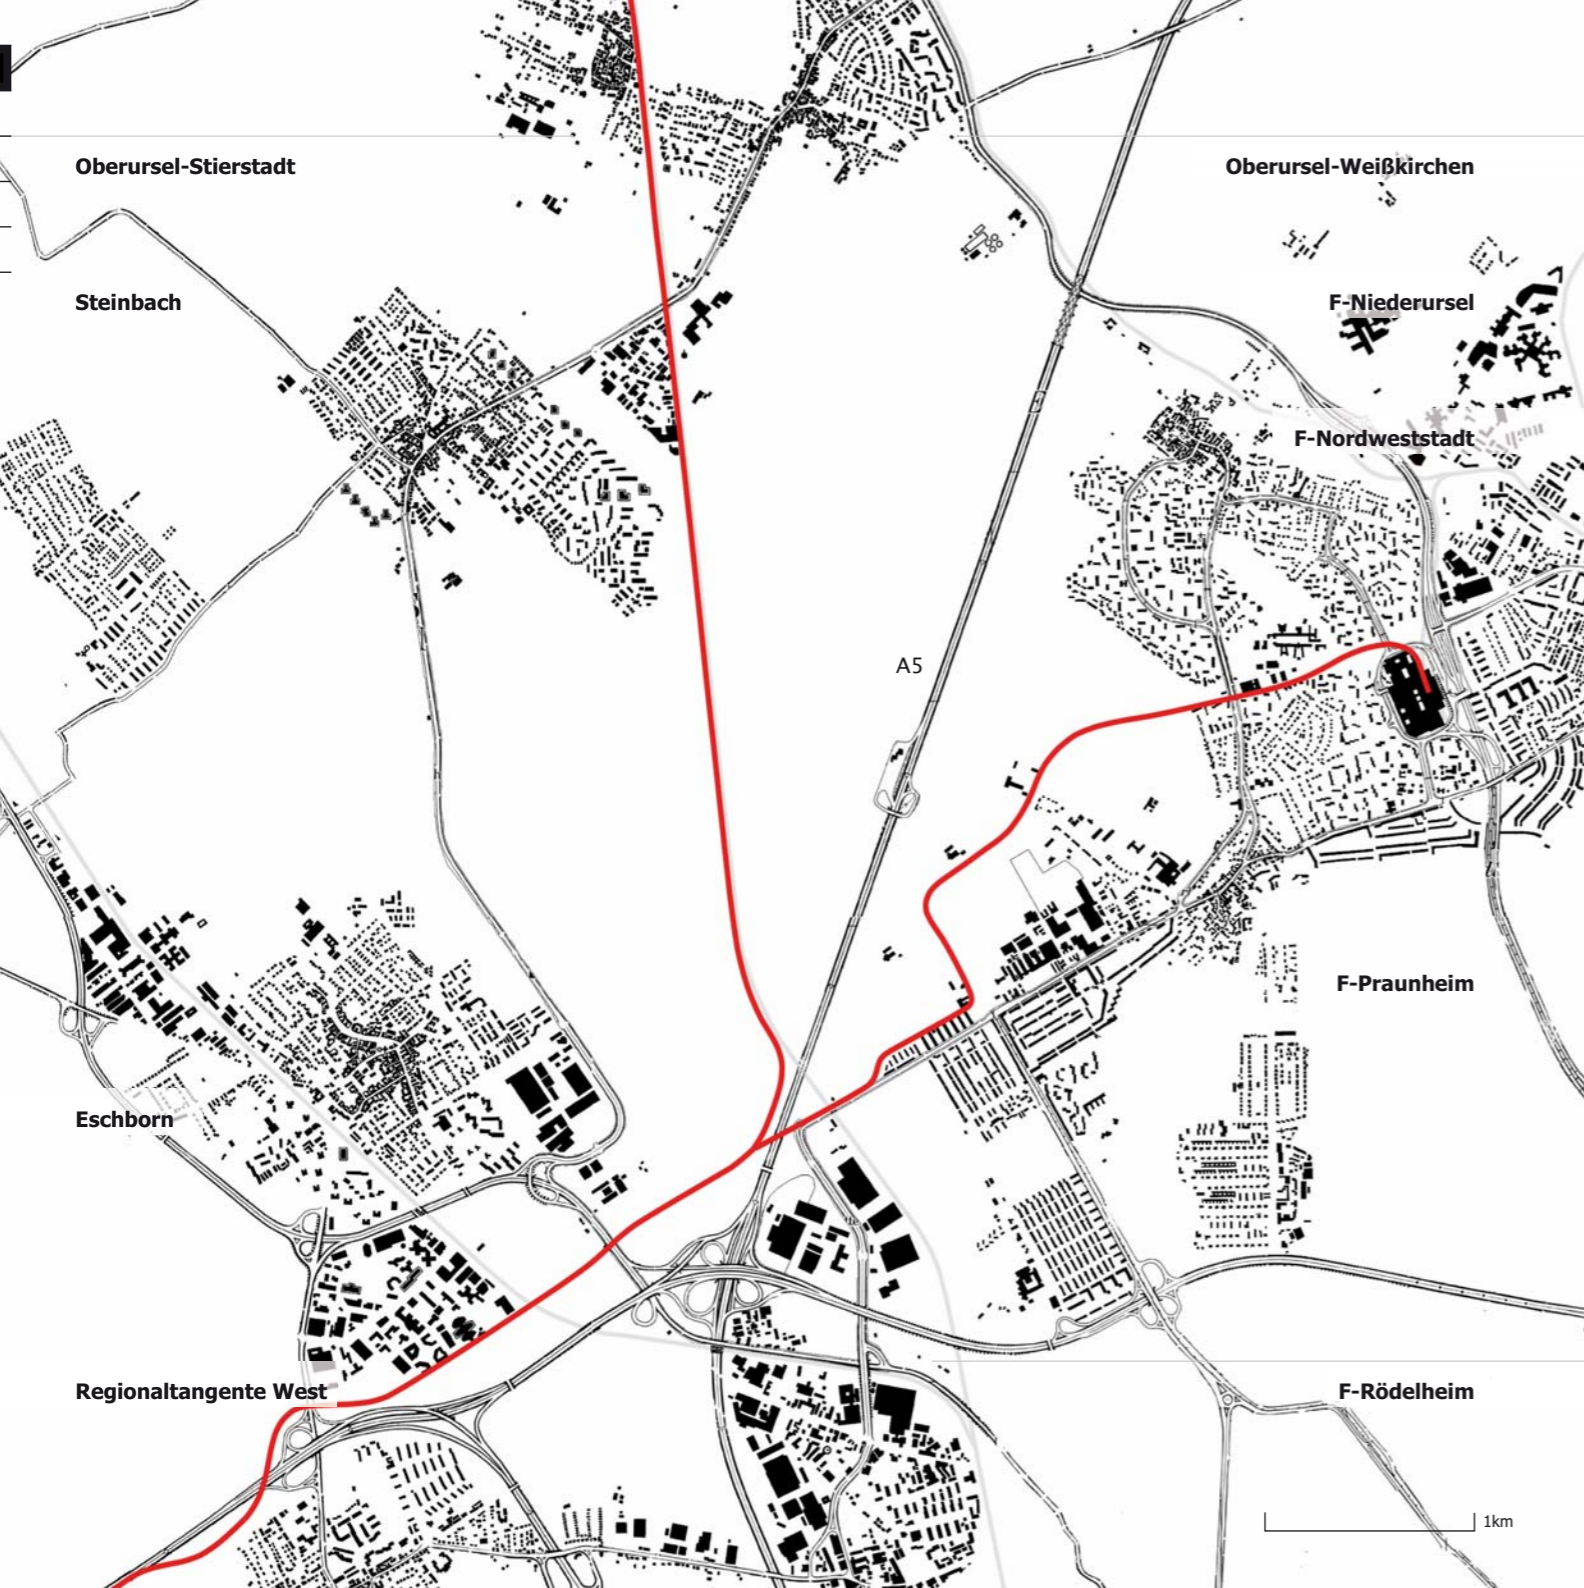 Oberursel-Stierstadt
Oberursel-Weißkirchen
Steinbach
F-Niederursel
F-Nordweststadt
A5
F-Praunheim
Eschborn
Regionaltangente West
F-Rödelheim
1km